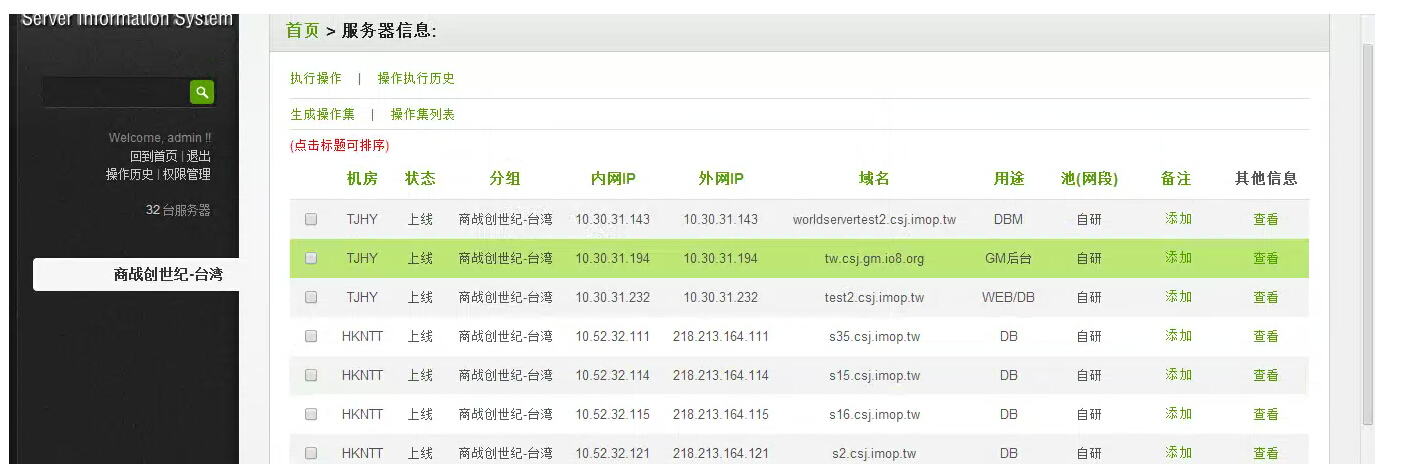 Server Information System
Welcome, admin !!
回到首页 | 退出
操作历史 | 权限管理
32 台服务器
商战创世纪-台湾
首页 > 服务器信息:
执行操作 | 操作执行历史
生成操作集 | 操作集列表
(点击标题可排序)
机房 状态 分组 内网IP 外网IP 域名 用途 池(网段) 备注 其他信息
TJHY 上线 商战创世纪-台湾 10.30.31.143 10.30.31.143 worldservertest2.csj.imop.tw DBM 自研 添加 查看
TJHY 上线 商战创世纪-台湾 10.30.31.194 10.30.31.194 tw.csj.gm.io8.org GM后台 自研 添加 查看
TJHY 上线 商战创世纪-台湾 10.30.31.232 10.30.31.232 test2.csj.imop.tw WEB/DB 自研 添加 查看
HKNTT 上线 商战创世纪-台湾 10.52.32.111 218.213.164.111 s35.csj.imop.tw DB 自研 添加 查看
HKNTT 上线 商战创世纪-台湾 10.52.32.114 218.213.164.114 s15.csj.imop.tw DB 自研 添加 查看
HKNTT 上线 商战创世纪-台湾 10.52.32.115 218.213.164.115 s16.csj.imop.tw DB 自研 添加 查看
HKNTT 上线 商战创世纪-台湾 10.52.32.121 218.213.164.121 s2.csj.imop.tw DB 自研 添加 查看